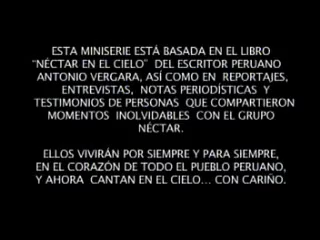 ESTA MINISERIE ESTÁ BASADA EN EL LIBRO
"NÉCTAR EN EL CIELO" DEL ESCRITOR PERUANO
ANTONIO VERGARA, ASÍ COMO EN REPORTAJES,
ENTREVISTAS, NOTAS PERIODÍSTICAS Y
TESTIMONIOS DE PERSONAS QUE COMPARTIERON
MOMENTOS INOLVIDABLES CON EL GRUPO
NÉCTAR.
ELLOS VIVIRÁN POR SIEMPRE Y PARA SIEMPRE,
EN EL CORAZÓN DE TODO EL PUEBLO PERUANO,
Y AHORA CANTAN EN EL CIELO... CON CARIÑO.